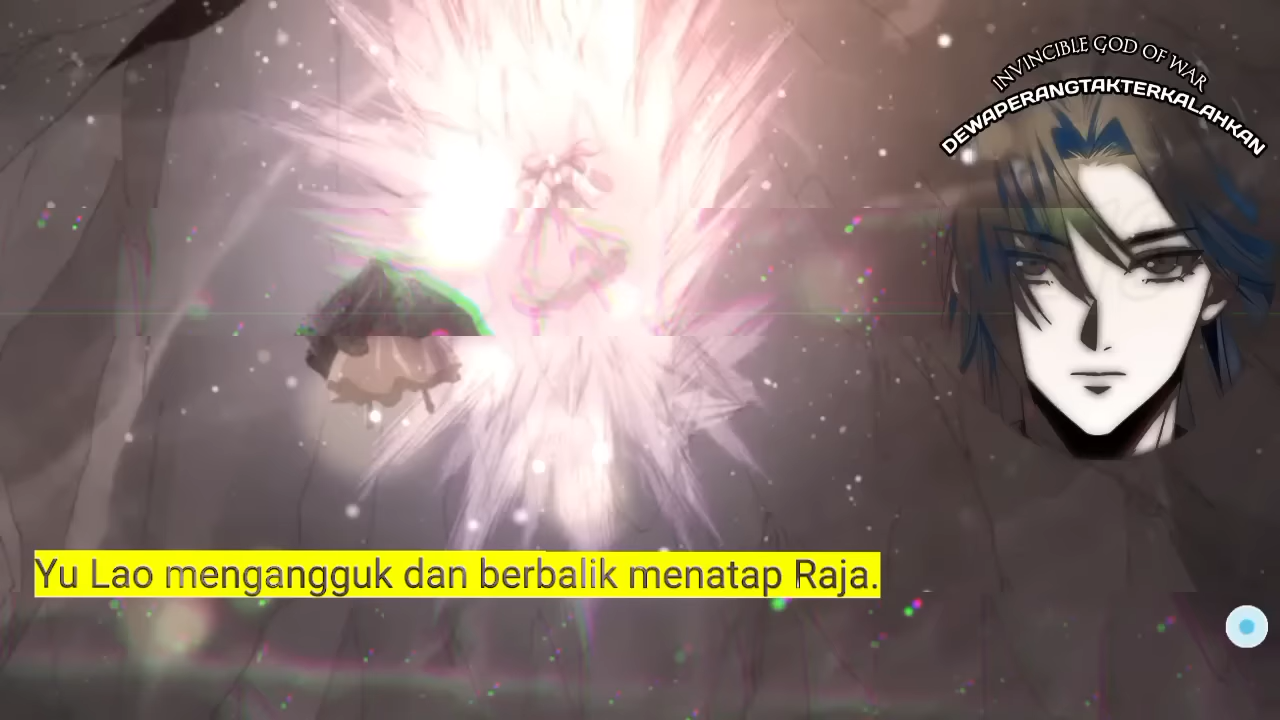 INVINCIBLE GOD OF WAR
DEWAPERANGTAKTERKALAHKAN
Yu Lao mengangguk dan berbalik menatap Raja.